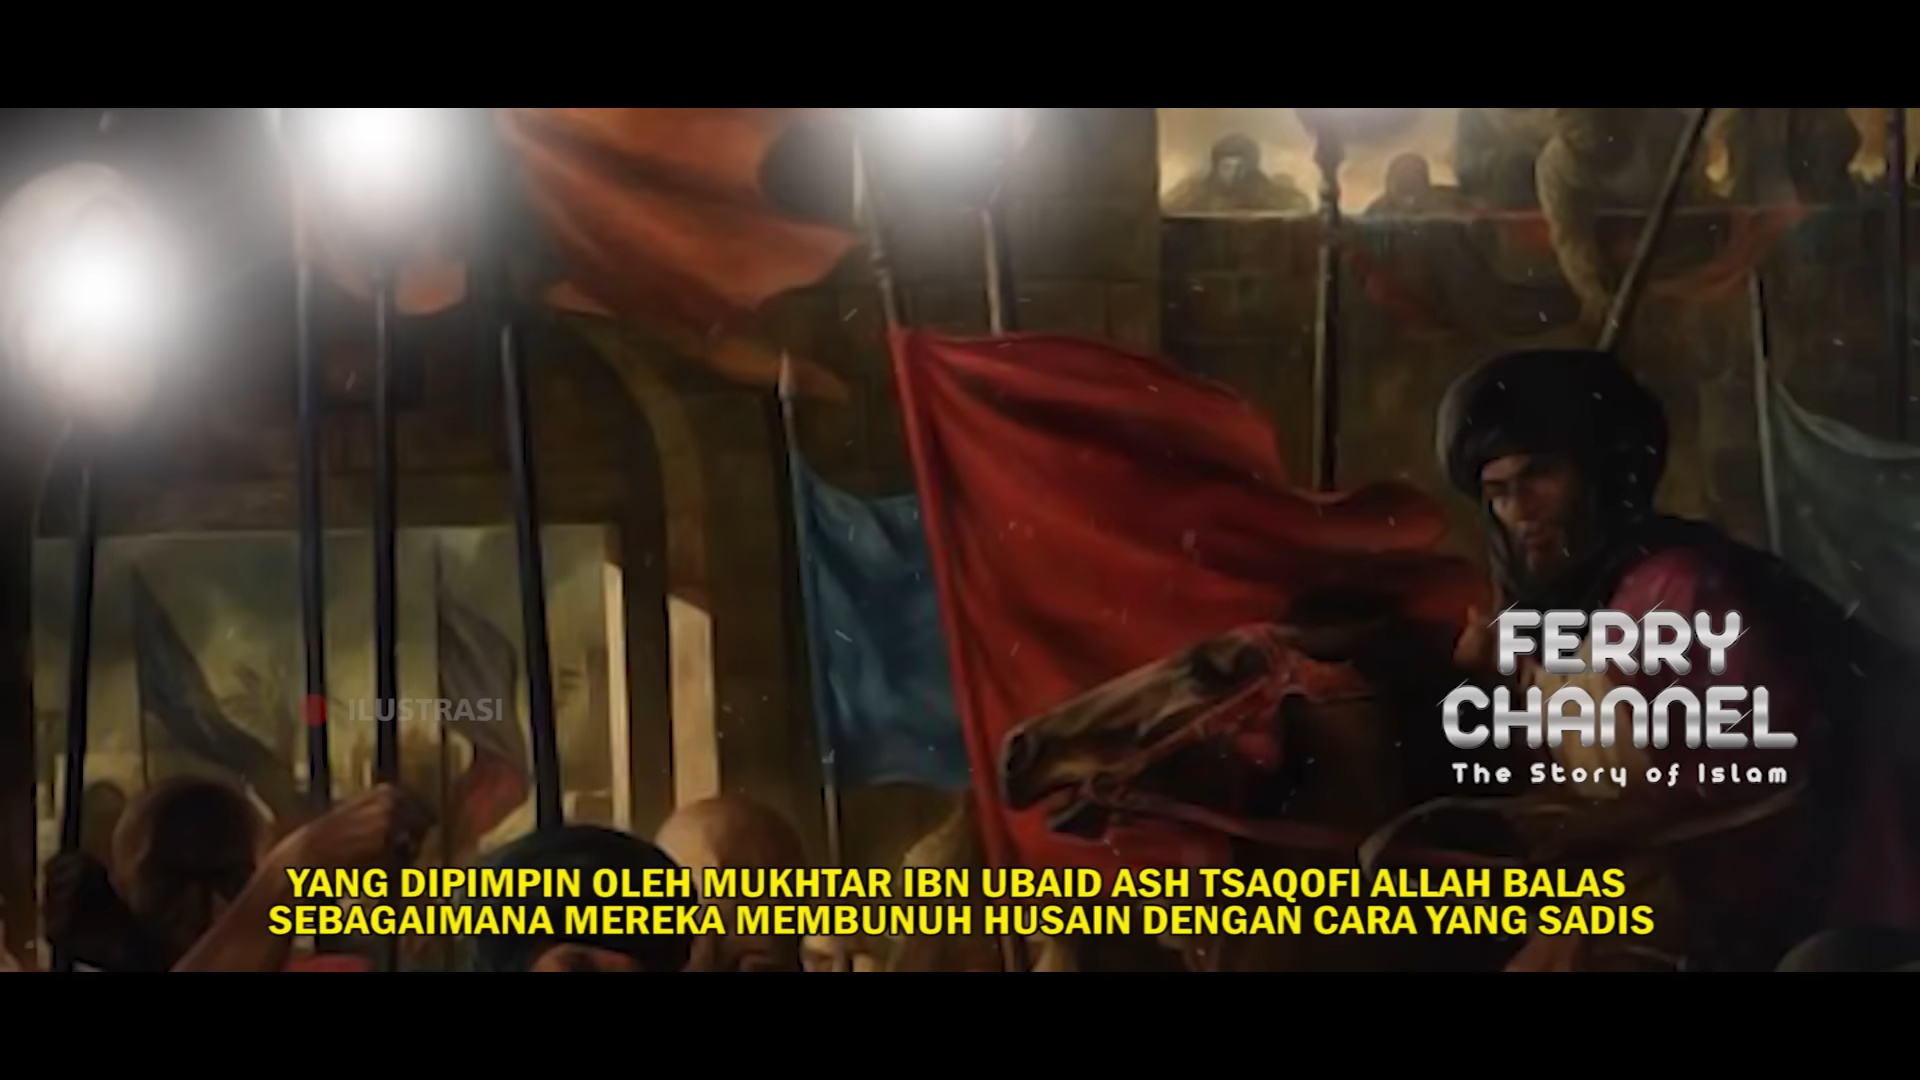 FERRY
CHANNEL
The Story of Islam
ILUSTRASI
YANG DIPIMPIN OLEH MUKHTAR IBN UBAID ASH TSAQOFI ALLAH BALAS
SEBAGAIMANA MEREKA MEMBUNUH HUSAIN DENGAN CARA YANG SADIS